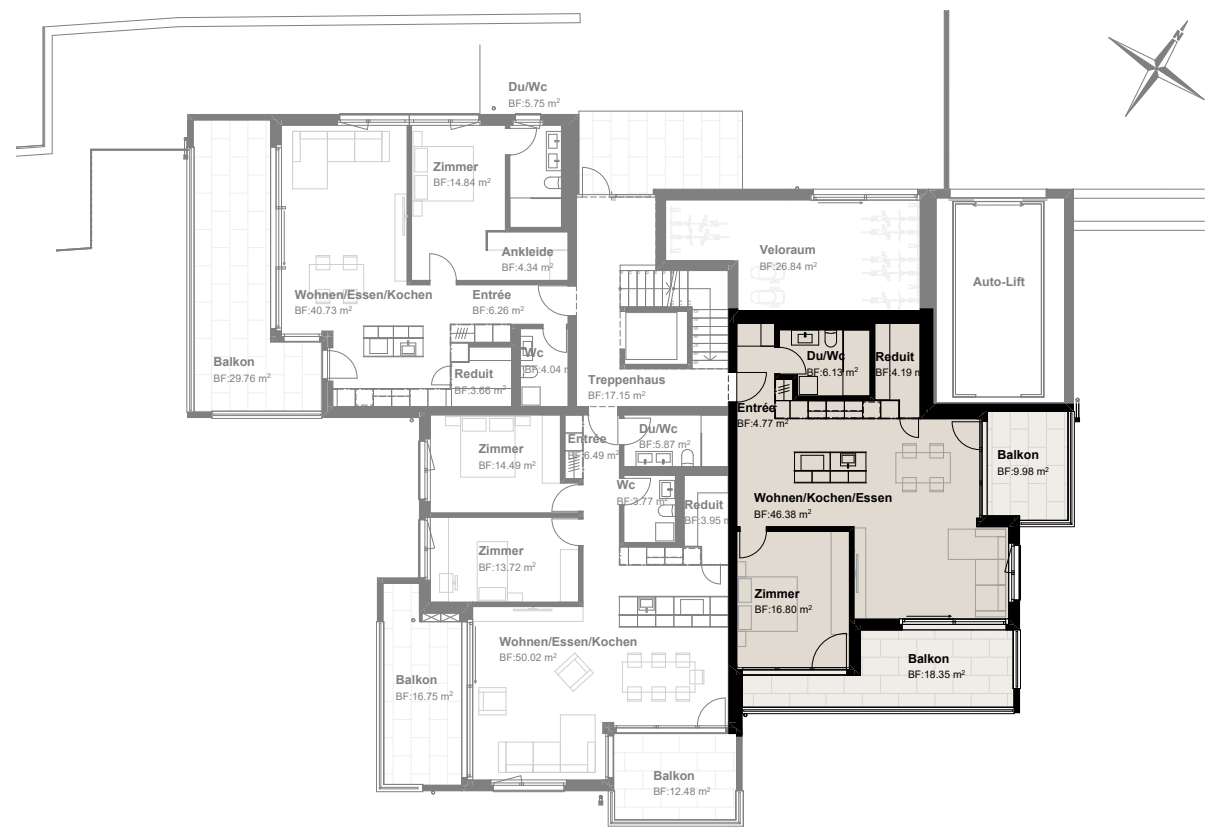 N
Du/Wc
BF:5.75 m²
Zimmer
BF:14.84 m²
Ankleide
BF:4.34 m²
Veloraum
BF:26.84 m²
Auto-Lift
Wohnen/Essen/Kochen
BF:40.73 m²
Entrée
BF:6.26 m²
Balkon
BF:29.76 m²
Wc
BF:4.04 m
Reduit
BF:3.66 m²
Treppenhaus
BF:17.15 m²
Du/Wc
BF:6.13 m²
Reduit
BF:4.19 m
Entrée
BF:4.77 m²
Zimmer
BF:14.49 m²
Entrée
BF:6.49 m²
Du/Wc
BF:5.87 m²
Balkon
BF:9.98 m²
Wc
BF:3.77 m²
Reduit
BF:3.95 m
Wohnen/Kochen/Essen
BF:46.38 m²
Zimmer
BF:13.72 m²
Zimmer
BF:16.80 m²
Wohnen/Essen/Kochen
BF:50.02 m²
Balkon
BF:18.35 m²
Balkon
BF:16.75 m²
Balkon
BF:12.48 m²